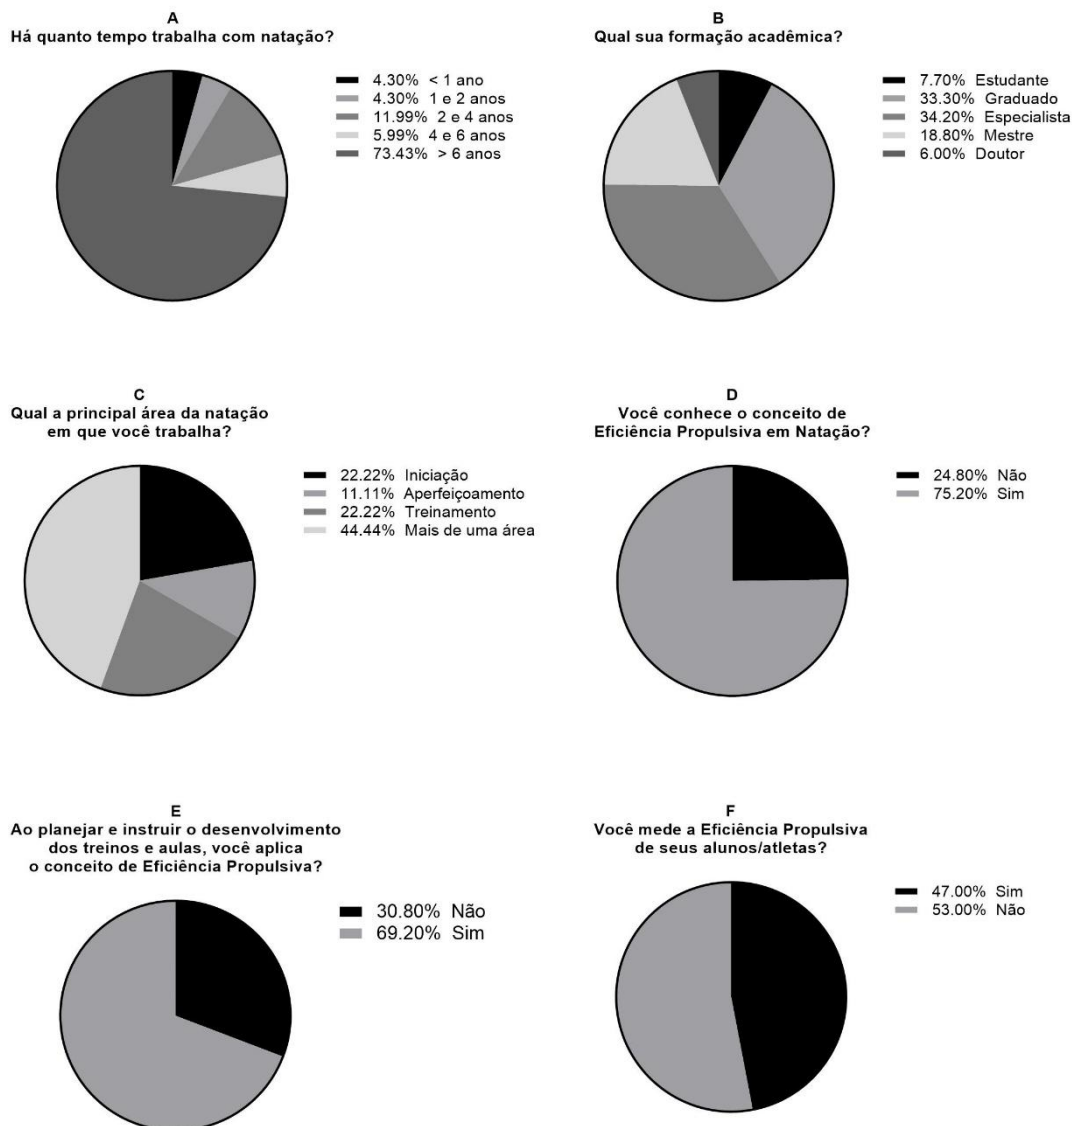 A
Há quanto tempo trabalha com natação?
4.30% < 1 ano
4.30% 1 e 2 anos
11.99% 2 e 4 anos
5.99% 4 e 6 anos
73.43% > 6 anos
B
Qual sua formação acadêmica?
7.70% Estudante
33.30% Graduado
34.20% Especialista
18.80% Mestre
6.00% Doutor
C
Qual a principal área da natação
em que você trabalha?
22.22% Iniciação
11.11% Aperfeiçoamento
22.22% Treinamento
44.44% Mais de uma área
D
Você conhece o conceito de
Eficiência Propulsiva em Natação?
24.80% Não
75.20% Sim
E
Ao planejar e instruir o desenvolvimento
dos treinos e aulas, você aplica
o conceito de Eficiência Propulsiva?
30.80% Não
69.20% Sim
F
Você mede a Eficiência Propulsiva
de seus alunos/atletas?
47.00% Sim
53.00% Não